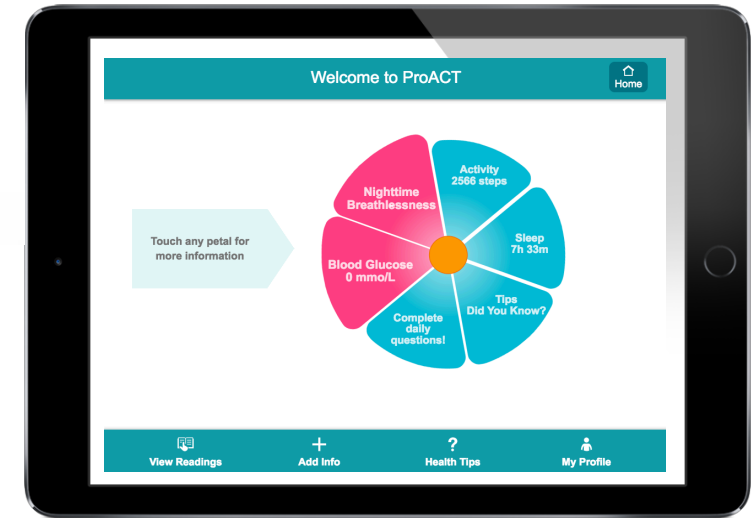 Welcome to ProACT
Home
Activity
2566 steps
Nighttime
Breathlessness
Sleep
7h 33m
Touch any petal for
more information
Blood Glucose
0 mmo/L
Tips
Did You Know?
Complete
daily
questions!
View Readings
Add Info
Health Tips
My Profile